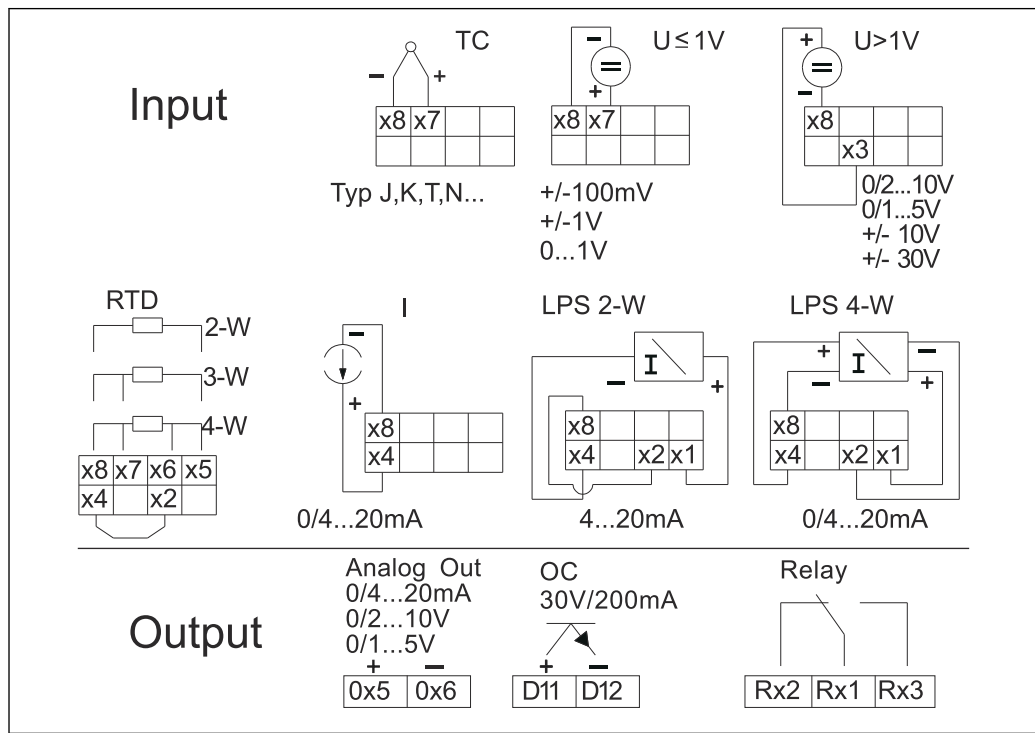 Input
TC
− +
x8 x7
Typ J,K,T,N...
U ≤ 1V
−
+
x8 x7
+/-100mV
+/-1V
0...1V
U>1V
+
−
x8
x3
0/2...10V
0/1...5V
+/- 10V
+/- 30V
RTD
2-W
3-W
4-W
x8 x7 x6 x5
x4 x2
I
−
+
x8
x4
0/4...20mA
LPS 2-W
I
− +
x8
x4 x2 x1
4...20mA
LPS 4-W
I
+ −
− +
x8
x4 x2 x1
0/4...20mA
Output
Analog Out
0/4...20mA
0/2...10V
0/1...5V
+ −
0x5 0x6
OC
30V/200mA
+ −
D11 D12
Relay
Rx2 Rx1 Rx3